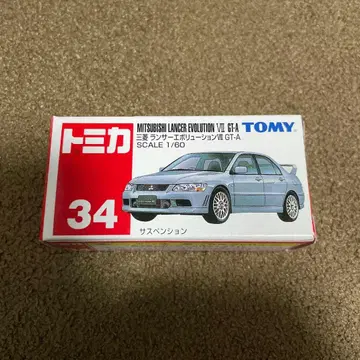 トミカ
34
MITSUBISHI LANCER EVOLUTION Ⅶ GT-A
三菱 ランサーエボリューションⅦ GT-A
SCALE 1/60
TOMY
サスペンション